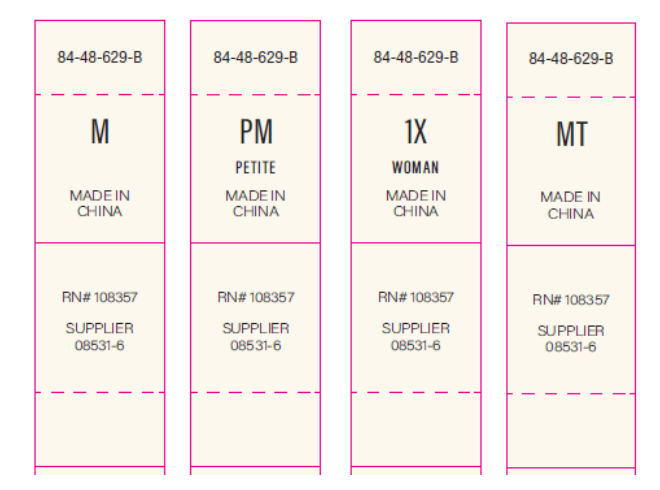 84-48-629-B
M
MADE IN
CHINA
RN# 108357
SUPPLIER
08531-6
84-48-629-B
PM
PETITE
MADE IN
CHINA
RN# 108357
SUPPLIER
08531-6
84-48-629-B
1X
WOMAN
MADE IN
CHINA
RN# 108357
SUPPLIER
08531-6
84-48-629-B
MT
MADE IN
CHINA
RN# 108357
SUPPLIER
08531-6